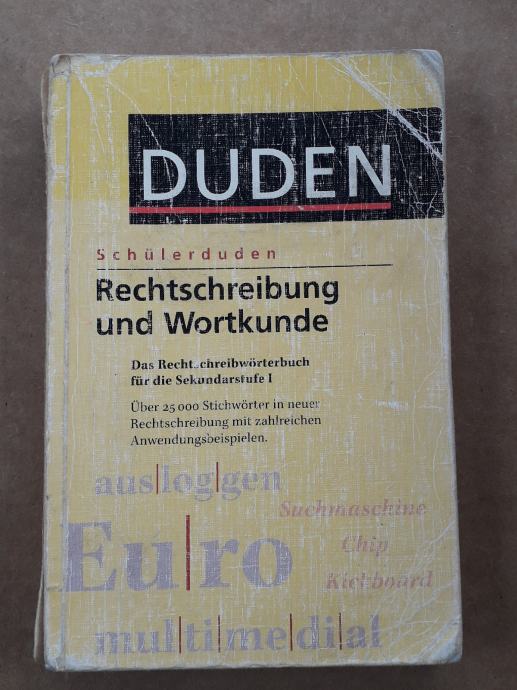 DUDEN
Schülerduden
Rechtschreibung
und Wortkunde
Das Rechtschreibwörterbuch
für die Sekundarstufe I
Über 25 000 Stichwörter in neuer
Rechtschreibung mit zahlreichen
Anwendungsbeispielen.
aus|log|gen
Suchmaschine
Eu|ro
Chip
Kickboard
mul|ti|me|di|al